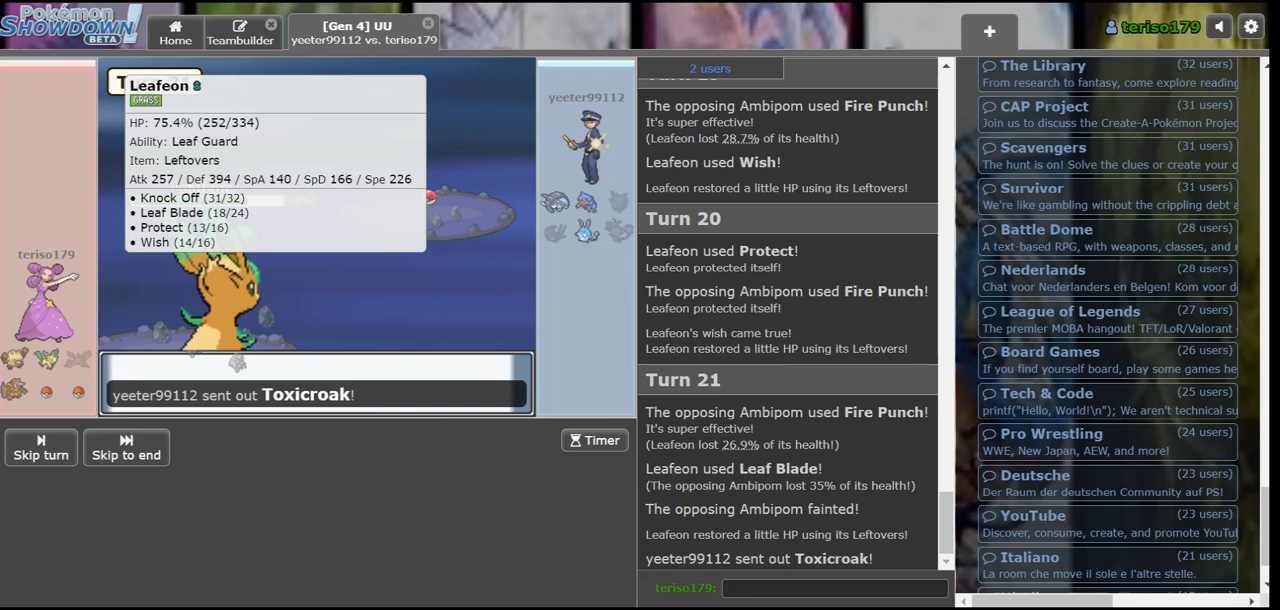 Pokémon
SHOWDOWN!
BETA
Home
Teambuilder
[Gen 4] UU
yeeter99112 vs. teriso179
+
teriso179
Leafeon
GRASS
HP: 75.4% (252/334)
Ability: Leaf Guard
Item: Leftovers
Atk 257 / Def 394 / SpA 140 / SpD 166 / Spe 226
• Knock Off (31/32)
• Leaf Blade (18/24)
• Protect (13/16)
• Wish (14/16)
teriso179
yeeter99112
yeeter99112 sent out Toxicroak!
Skip turn
Skip to end
Timer
2 users
The opposing Ambipom used Fire Punch!
It's super effective!
(Leafeon lost 28.7% of its health!)
Leafeon used Wish!
Leafeon restored a little HP using its Leftovers!
Turn 20
Leafeon used Protect!
Leafeon protected itself!
The opposing Ambipom used Fire Punch!
Leafeon protected itself!
Leafeon's wish came true!
Leafeon restored a little HP using its Leftovers!
Turn 21
The opposing Ambipom used Fire Punch!
It's super effective!
(Leafeon lost 26.9% of its health!)
Leafeon used Leaf Blade!
(The opposing Ambipom lost 35% of its health!)
The opposing Ambipom fainted!
Leafeon restored a little HP using its Leftovers!
yeeter99112 sent out Toxicroak!
teriso179:
The Library (32 users)
From research to fantasy, come explore reading
CAP Project (31 users)
Join us to discuss the Create-A-Pokémon Projec
Scavengers (31 users)
The hunt is on! Solve the clues or create your o
Survivor (31 users)
We're like gambling without the crippling debt a
Battle Dome (28 users)
A text-based RPG, with weapons, classes, and r
Nederlands (28 users)
Chat voor Nederlanders en Belgen! Kom voor d
League of Legends (27 users)
The premier MOBA hangout! TFT/LoR/Valorant
Board Games (26 users)
If you find yourself board, play some games he
Tech & Code (25 users)
printf("Hello, World!\n"); We aren't technical su
Pro Wrestling (24 users)
WWE, New Japan, AEW, and more!
Deutsche (23 users)
Der Raum der deutschen Community auf PS!
YouTube (23 users)
Discover, consume, create, and promote YouTul
Italiano (21 users)
La room che move il sole e l'altre stelle.